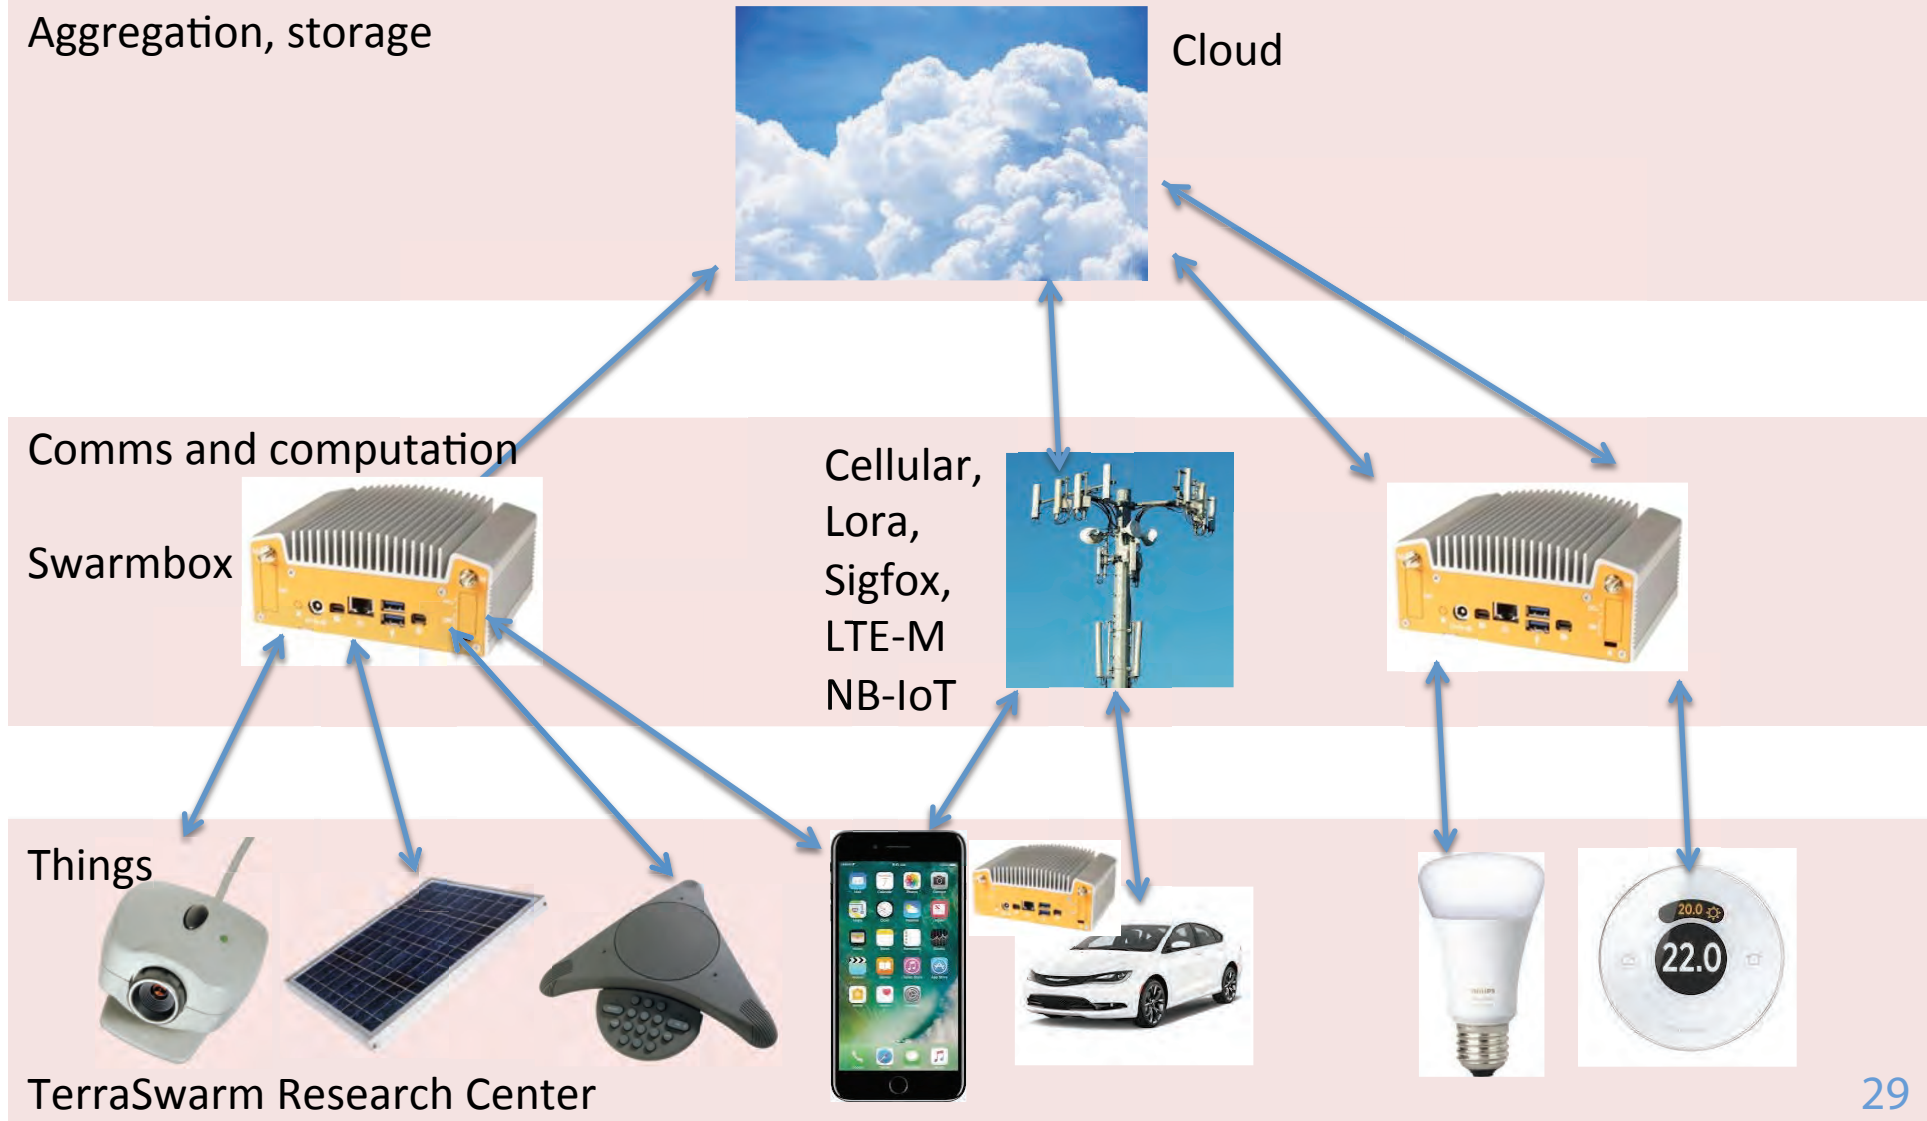 Aggregation, storage
Cloud
Comms and computation
Swarmbox
Cellular,
Lora,
Sigfox,
LTE-M
NB-IoT
Things
20.0
22.0
PHILIPS
TerraSwarm Research Center
29